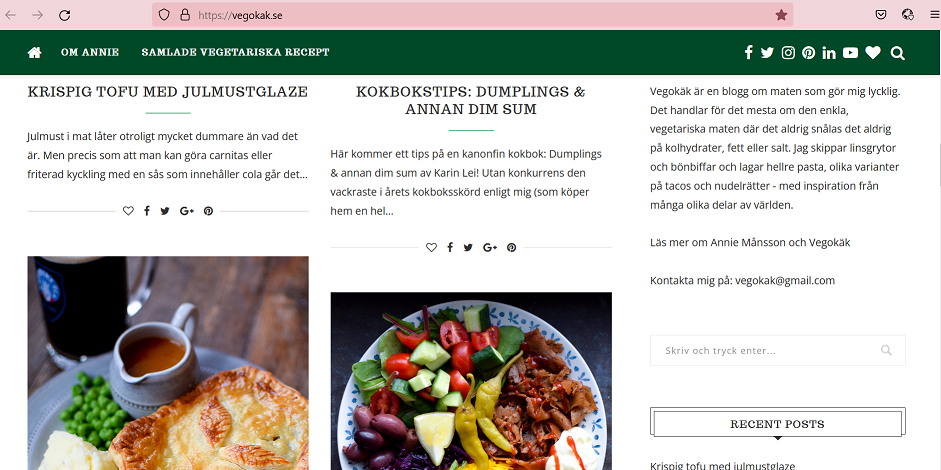 https://vegokak.se
OM ANNIE
SAMLADE VEGETARISKA RECEPT
KRISPIG TOFU MED JULMUSTGLAZE
Julmust i mat låter otroligt mycket dummare än vad det
är. Men precis som att man kan göra carnitas eller
friterad kyckling med en sås som innehåller cola går det...
KOKBOKSTIPS: DUMPLINGS &
ANNAN DIM SUM
Här kommer ett tips på en kanonfin kokbok: Dumplings
& annan dim sum av Karin Lei! Utan konkurrens den
vackraste i årets kokboksskörd enligt mig (som köper
hem en hel...
Vegokäk är en blogg om maten som gör mig lycklig.
Det handlar för det mesta om den enkla,
vegetariska maten där det aldrig snålas det aldrig
på kolhydrater, fett eller salt. Jag skippar linsgrytor
och bönbiffar och lagar hellre pasta, olika varianter
på tacos och nudelrätter - med inspiration från
många olika delar av världen.
Läs mer om Annie Månsson och Vegokäk
Kontakta mig på: vegokak@gmail.com
Skriv och tryck enter...
RECENT POSTS
Krispig tofu med julmustglaze